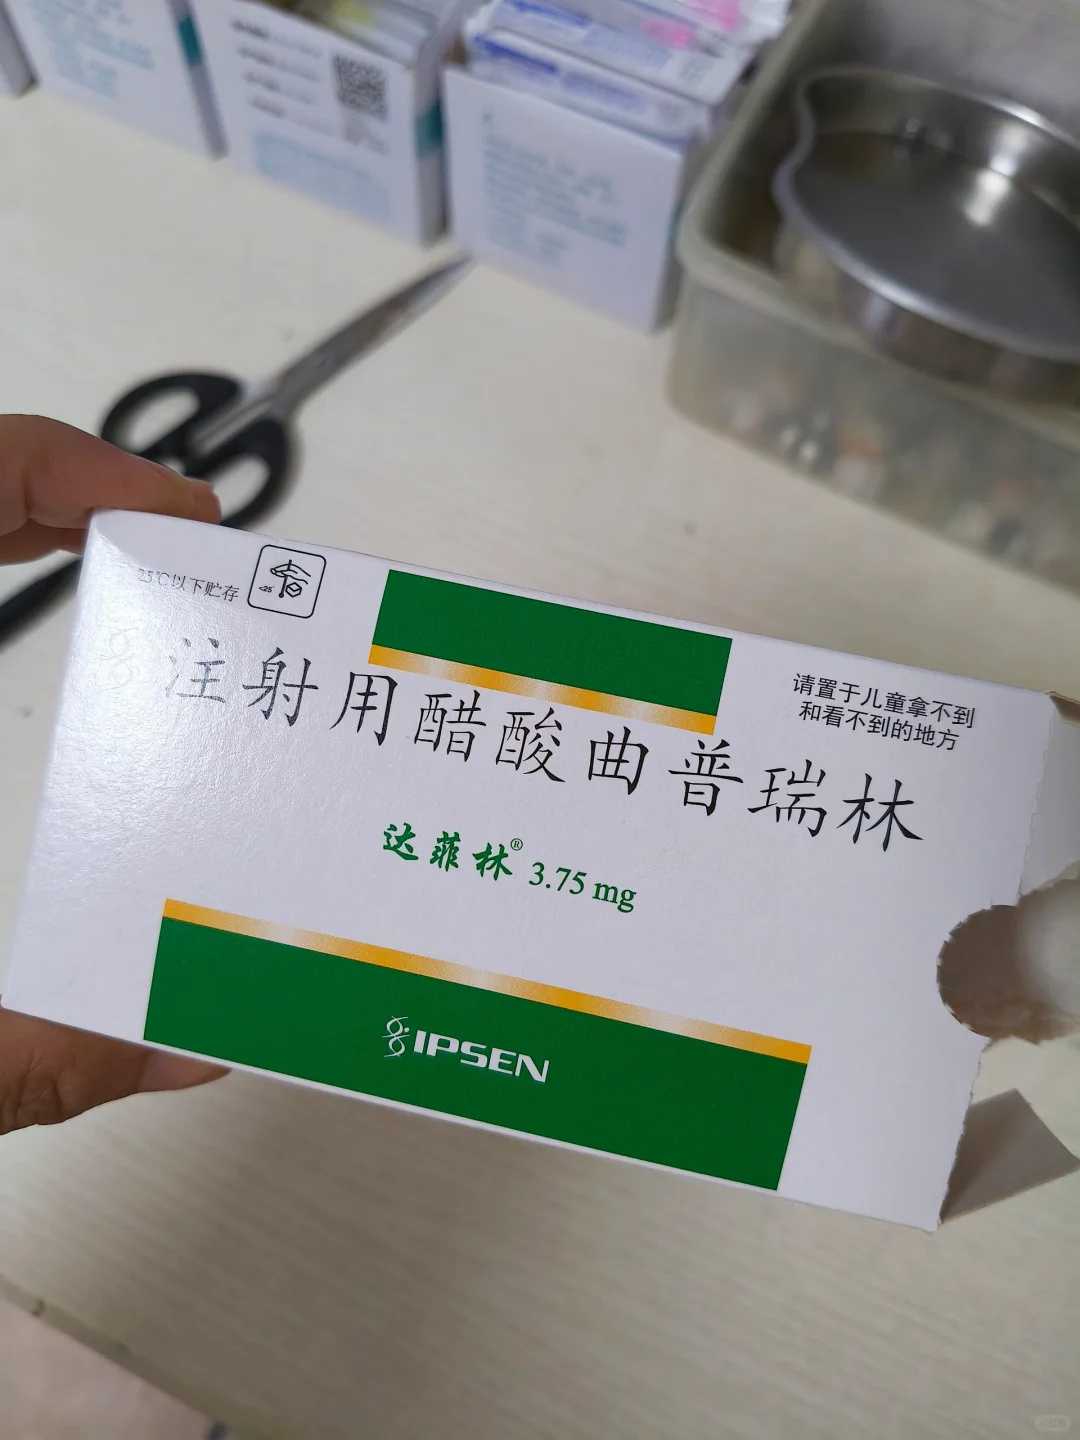 25℃以下贮存
<25
请置于儿童拿不到
和看不到的地方
注射用醋酸曲普瑞林
达菲林® 3.75 mg
IPSEN